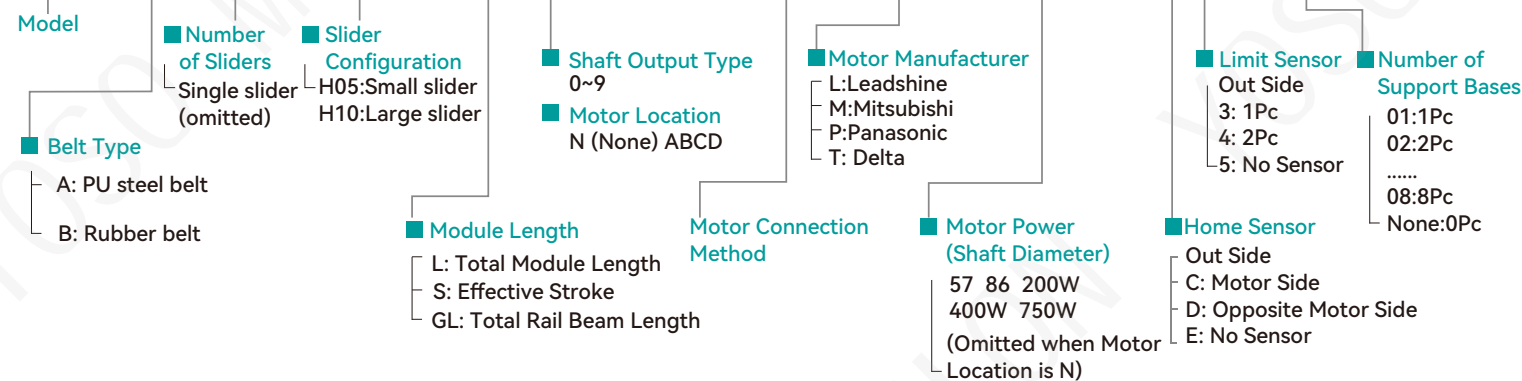 Model
Number
of Sliders
Single slider
(omitted)
Slider
Configuration
H05:Small slider
H10:Large slider
Belt Type
A: PU steel belt
B: Rubber belt
Shaft Output Type
0~9
Motor Location
N (None) ABCD
Module Length
L: Total Module Length
S: Effective Stroke
GL: Total Rail Beam Length
Motor Connection
Method
Motor Manufacturer
L:Leadshine
M:Mitsubishi
P:Panasonic
T: Delta
Motor Power
(Shaft Diameter)
57 86 200W
400W 750W
(Omitted when Motor
Location is N)
Home Sensor
Out Side
C: Motor Side
D: Opposite Motor Side
E: No Sensor
Limit Sensor
Out Side
3: 1Pc
4: 2Pc
5: No Sensor
Number of
Support Bases
01:1Pc
02:2Pc
......
08:8Pc
None:0Pc